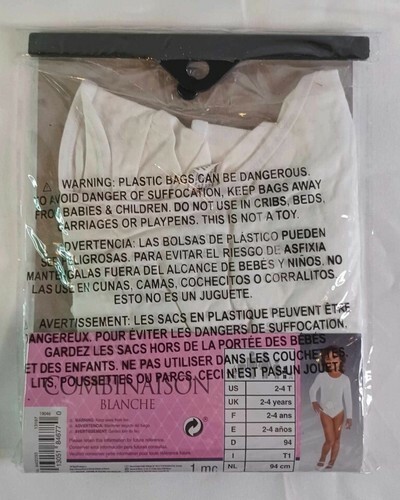 ⚠ WARNING: PLASTIC BAGS CAN BE DANGEROUS.
TO AVOID DANGER OF SUFFOCATION, KEEP BAGS AWAY
FROM BABIES & CHILDREN. DO NOT USE IN CRIBS, BEDS,
CARRIAGES OR PLAYPENS. THIS IS NOT A TOY.
ADVERTENCIA: LAS BOLSAS DE PLÁSTICO PUEDEN
SER PELIGROSAS. PARA EVITAR EL RIESGO DE ASFIXIA
MANTENGALAS FUERA DEL ALCANCE DE BEBÉS Y NIÑOS. NO
LAS USE EN CUNAS, CAMAS, COCHECITOS O CORRALITOS.
ESTO NO ES UN JUGUETE.
AVERTISSEMENT: LES SACS EN PLASTIQUE PEUVENT ÊTRE
DANGEREUX. POUR ÉVITER LES DANGERS DE SUFFOCATION,
GARDEZ LES SACS HORS DE LA PORTÉE DES BÉBÉS
ET DES ENFANTS. NE PAS UTILISER DANS LES COUCHETTES,
LITS, POUSSETTES OU PARCS. CECI N'EST PAS UN JOUET.
COMBINAISON
BLANCHE
US 2-4 T
UK 2-4 years
F 2-4 ans
E 2-4 años
D 94
I T1
NL 94 cm